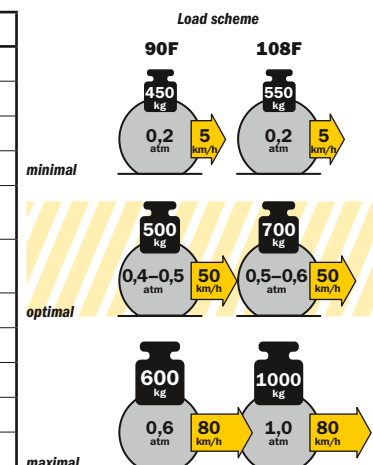 Load scheme
90F 108F
450 kg 550 kg
0,2 atm 5 km/h 0,2 atm 5 km/h
minimal
500 kg 700 kg
0,4–0,5 atm 50 km/h 0,5–0,6 atm 50 km/h
optimal
600 kg 1000 kg
0,6 atm 80 km/h 1,0 atm 80 km/h
maximal